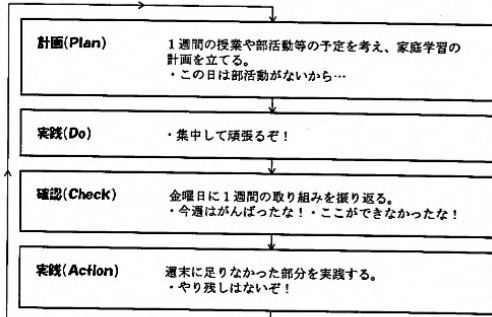 計画(Plan) 1週間の授業や部活動等の予定を考え、家庭学習の
計画を立てる。
・この日は部活動がないから…
実践(Do) ・集中して頑張るぞ！
確認(Check) 金曜日に1週間の取り組みを振り返る。
・今週はがんばったな！・ここができなかったな！
実践(Action) 週末に足りなかった部分を実践する。
・やり残しはないぞ！